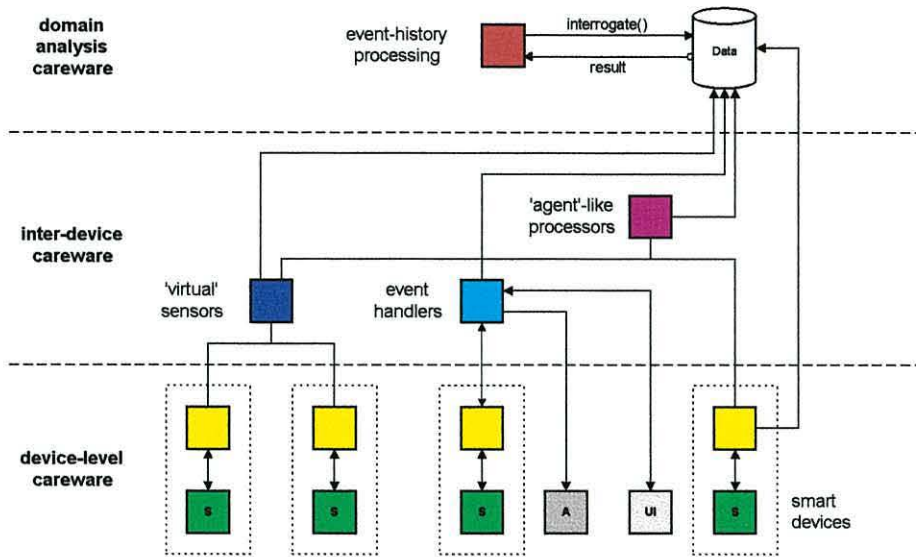 domain
analysis
careware
event-history
processing
interrogate()
result
Data
inter-device
careware
'agent'-like
processors
'virtual'
sensors
event
handlers
device-level
careware
S
S
S
A
UI
S
smart
devices